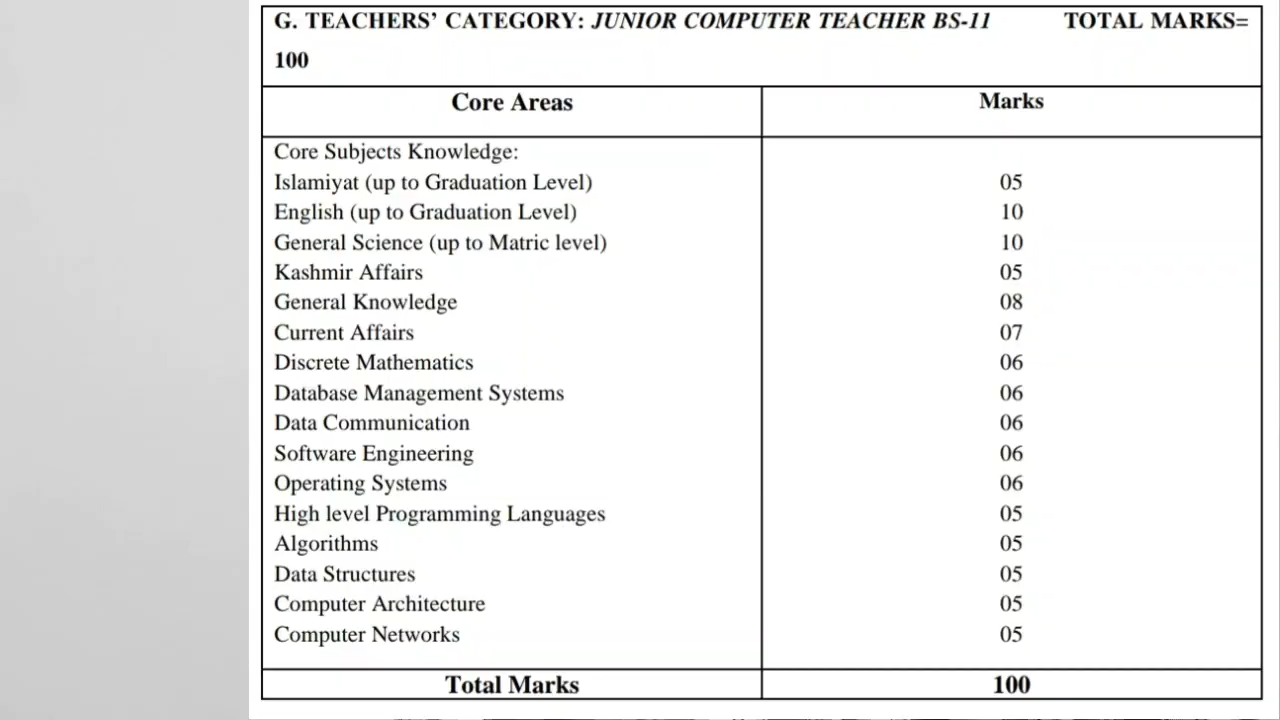 G. TEACHERS’ CATEGORY: JUNIOR COMPUTER TEACHER BS-11 TOTAL MARKS=
100
Core Areas Marks
Core Subjects Knowledge:
Islamiyat (up to Graduation Level) 05
English (up to Graduation Level) 10
General Science (up to Matric level) 10
Kashmir Affairs 05
General Knowledge 08
Current Affairs 07
Discrete Mathematics 06
Database Management Systems 06
Data Communication 06
Software Engineering 06
Operating Systems 06
High level Programming Languages 05
Algorithms 05
Data Structures 05
Computer Architecture 05
Computer Networks 05
Total Marks 100